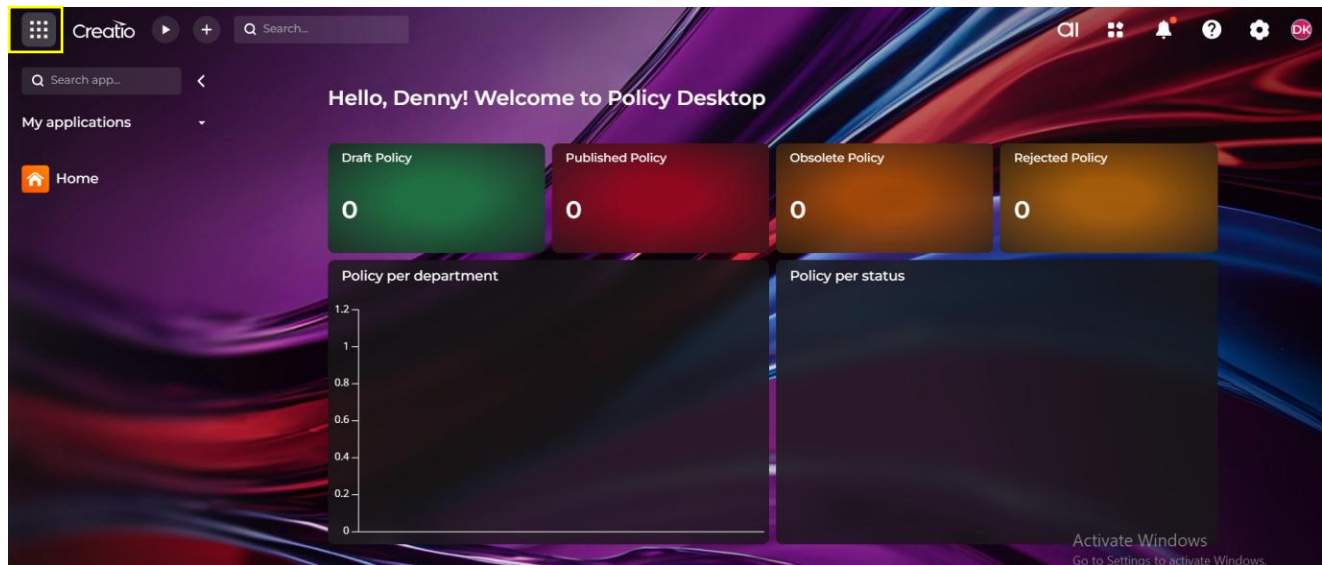 Creatio
Search...
ai
DK
Search app...
My applications
Home
Hello, Denny! Welcome to Policy Desktop
Draft Policy
0
Published Policy
0
Obsolete Policy
0
Rejected Policy
0
Policy per department
1.2
1
0.8
0.6
0.4
0.2
0
Policy per status
Activate Windows
Go to Settings to activate Windows.